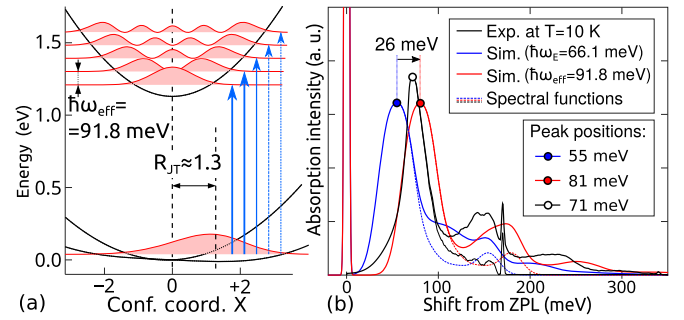 1.5
1.0
0.5
0.0
Energy (eV)
ħω_eff=
=91.8 meV
R_JT≈1.3
−2
0
+2
(a)
Conf. coord. X
Absorption intensity (a. u.)
26 meV
Exp. at T=10 K
Sim. (ħω_E=66.1 meV)
Sim. (ħω_eff=91.8 meV)
Spectral functions
Peak positions:
55 meV
81 meV
71 meV
0
100
200
300
(b)
Shift from ZPL (meV)